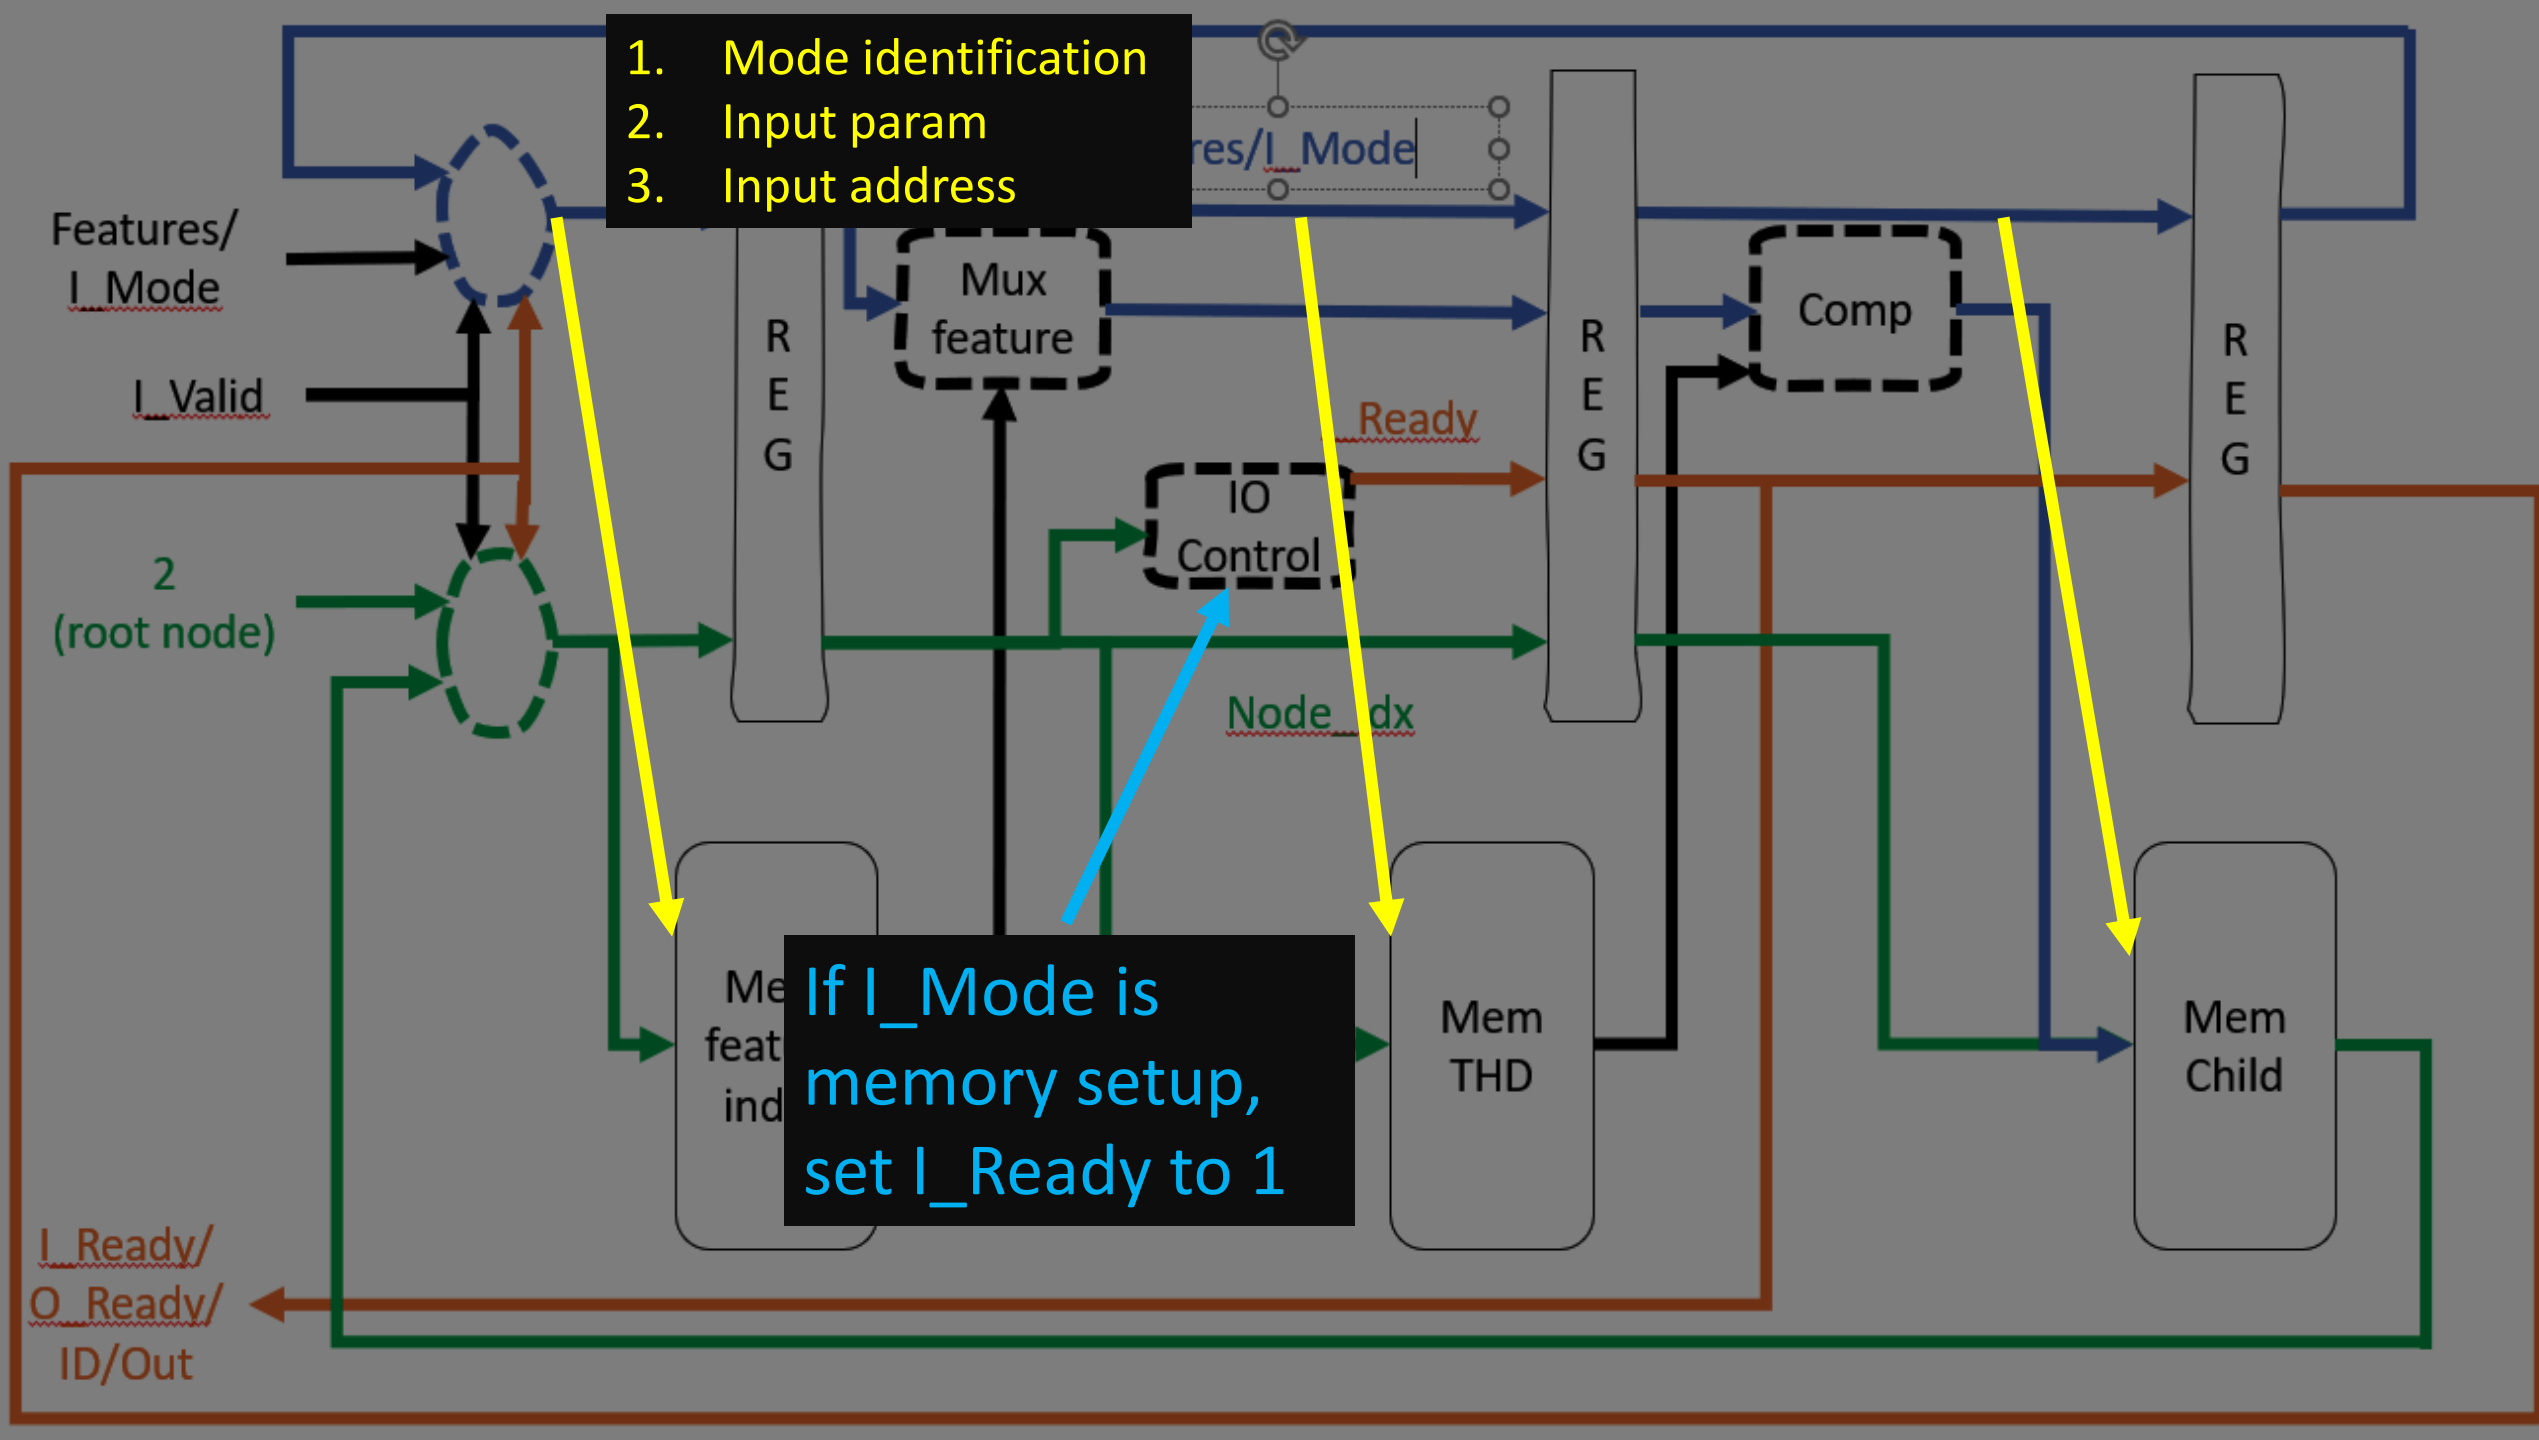 1. Mode identification
2. Input param
3. Input address
res/I_Mode
Features/
I_Mode
Mux
feature
Comp
R
E
G
R
E
G
R
E
G
I_Valid
_Ready
IO
Control
2
(root node)
Node_dx
If I_Mode is
memory setup,
set I_Ready to 1
Me
feat
ind
Mem
THD
Mem
Child
I_Ready/
O_Ready/
ID/Out